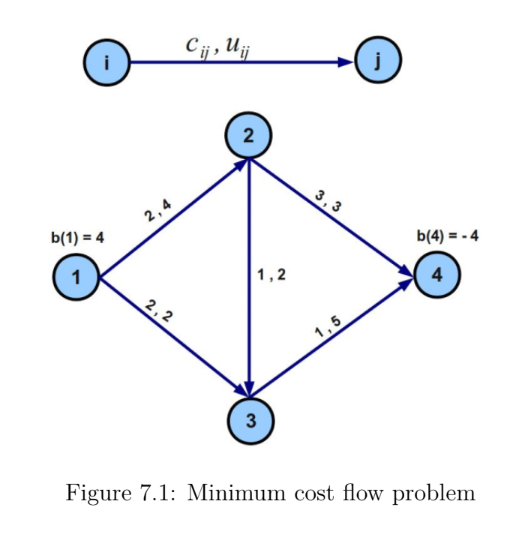 c_ij , u_ij
i
j
2
2 , 4
3 , 3
b(1) = 4
b(4) = - 4
1
1 , 2
4
2 , 2
1 , 5
3
Figure 7.1: Minimum cost flow problem